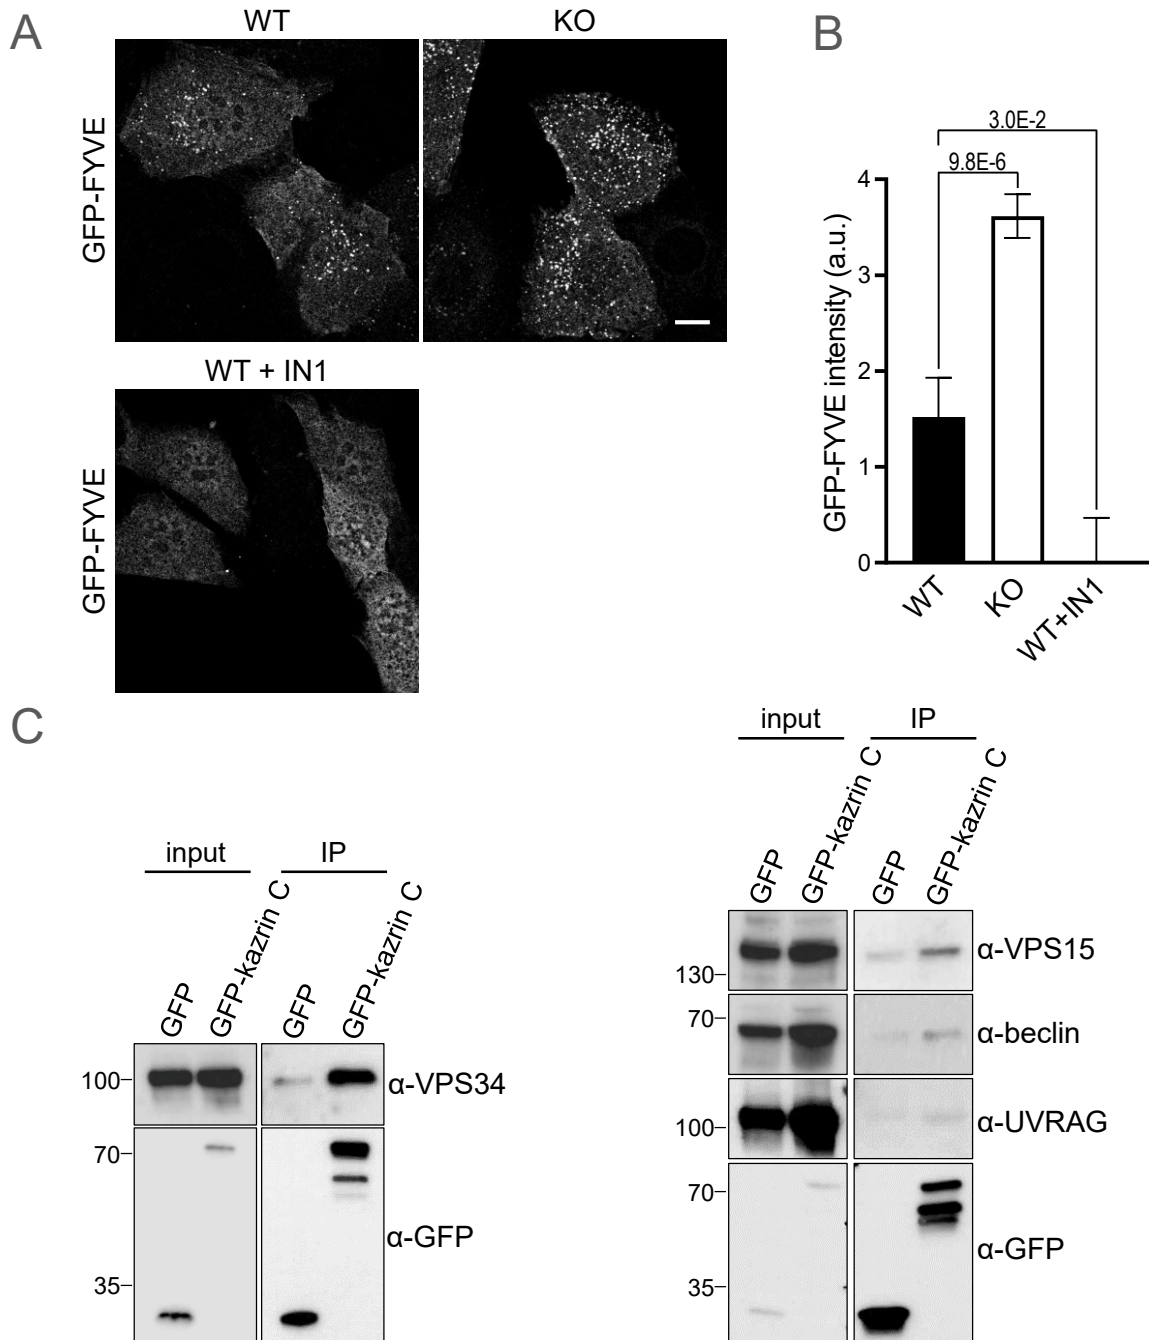 A
WT
KO
GFP-FYVE
WT + IN1
GFP-FYVE
B
3.0E-2
9.8E-6
GFP-FYVE intensity (a.u.)
4
3
2
1
0
WT
KO
WT+IN1
C
input
IP
GFP
GFP-kazrin C
GFP
GFP-kazrin C
100
α-VPS34
70
α-GFP
35
input
IP
GFP
GFP-kazrin C
GFP
GFP-kazrin C
α-VPS15
130
70
α-beclin
100
α-UVRAG
70
α-GFP
35